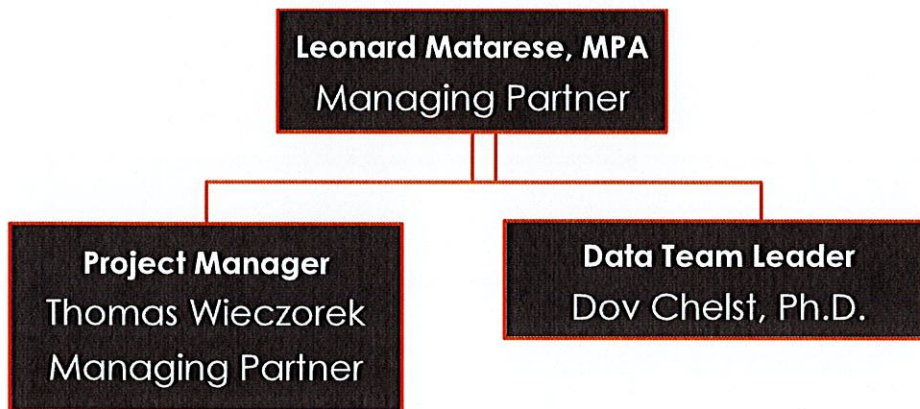 Leonard Matarese, MPA
Managing Partner
Project Manager
Thomas Wieczorek
Managing Partner
Data Team Leader
Dov Chelst, Ph.D.